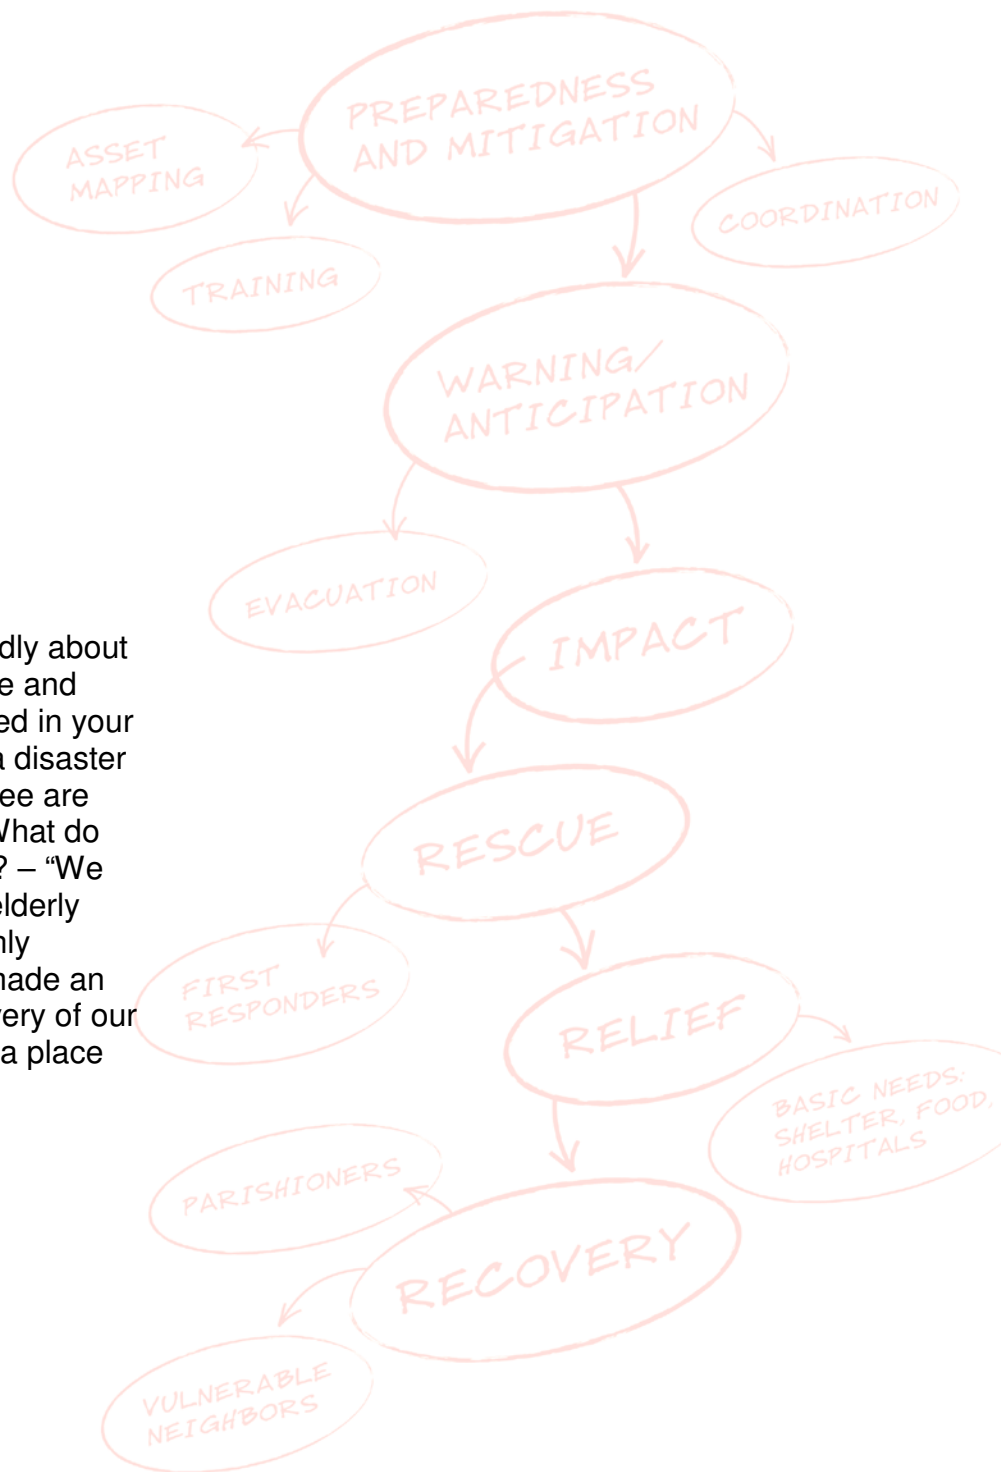 PREPAREDNESS
AND MITIGATION
ASSET
MAPPING
COORDINATION
TRAINING
WARNING/
ANTICIPATION
EVACUATION
IMPACT
dly about
e and
ed in your
a disaster
ee are
What do
? – “We
elderly
nly
made an
very of our
a place
RESCUE
FIRST
RESPONDERS
RELIEF
BASIC NEEDS:
SHELTER, FOOD,
HOSPITALS
PARISHIONERS
RECOVERY
VULNERABLE
NEIGHBORS